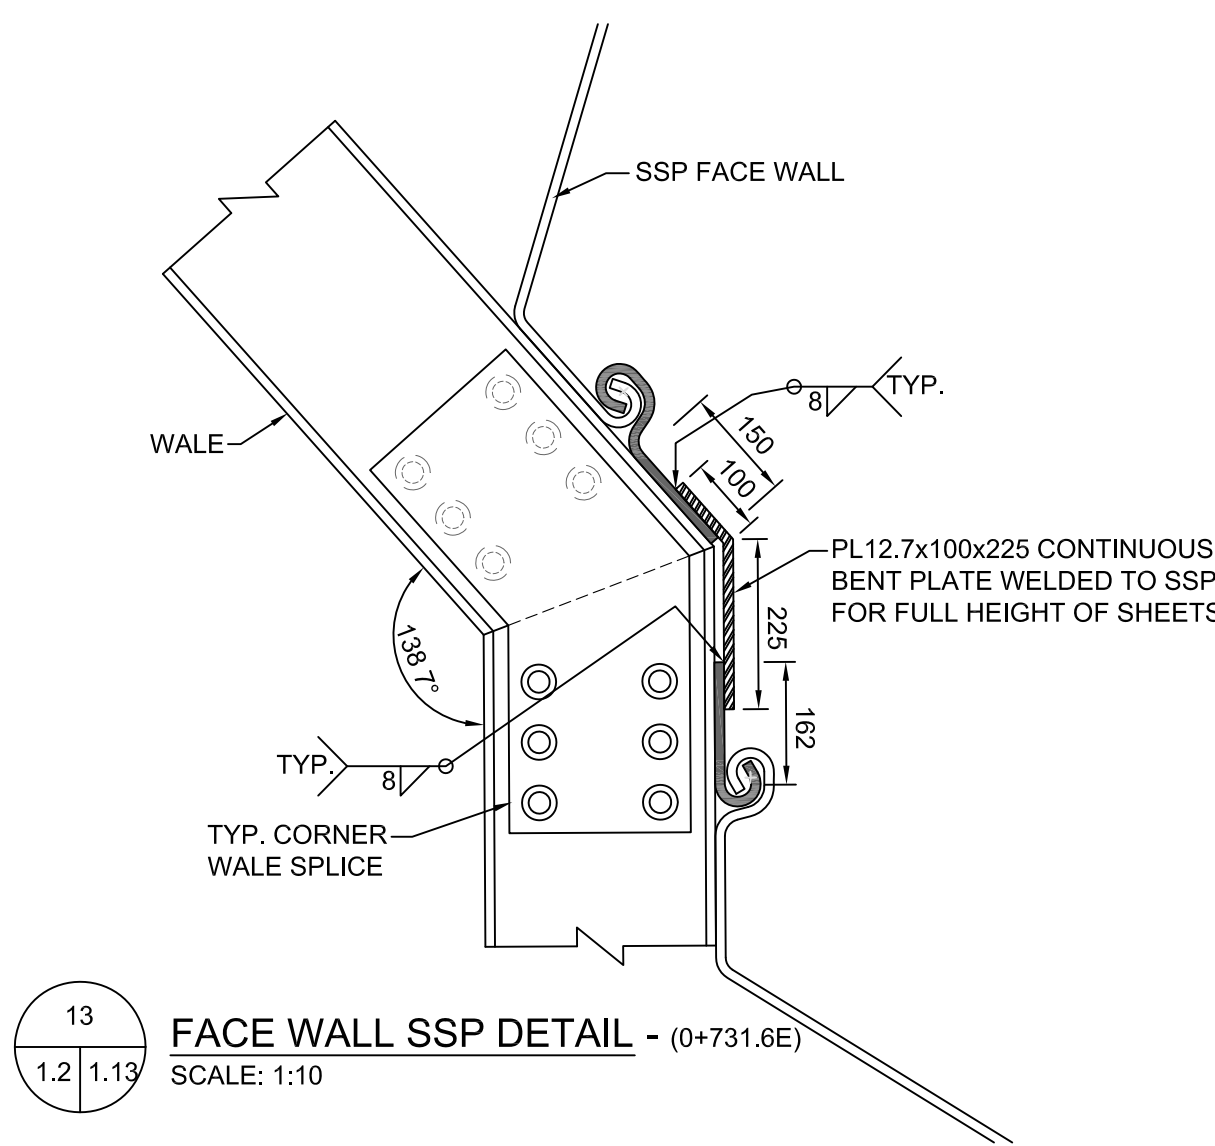 SSP FACE WALL
TYP.
8
150
100
WALE
PL12.7x100x225 CONTINUOUS
BENT PLATE WELDED TO SSP
FOR FULL HEIGHT OF SHEETS
225
138 7°
162
TYP.
8
TYP. CORNER
WALE SPLICE
13
1.2 1.13
FACE WALL SSP DETAIL - (0+731.6E)
SCALE: 1:10